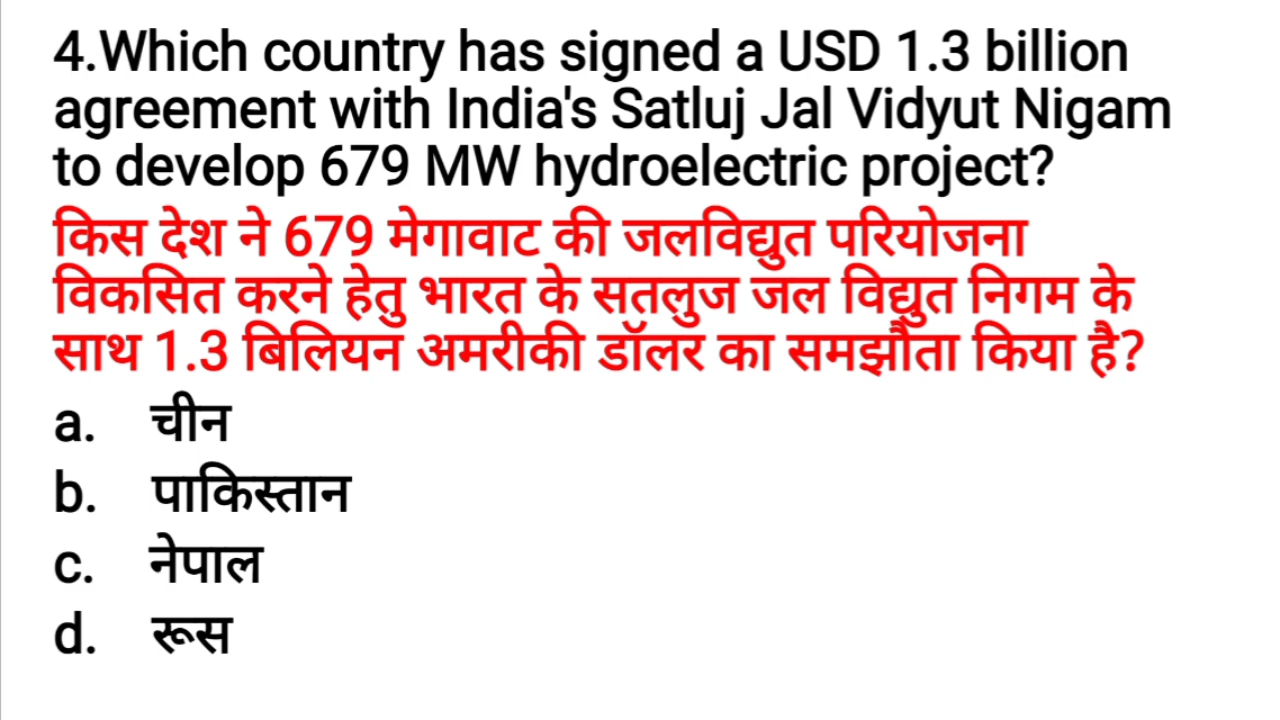 4.Which country has signed a USD 1.3 billion
agreement with India's Satluj Jal Vidyut Nigam
to develop 679 MW hydroelectric project?
किस देश ने 679 मेगावाट की जलविद्युत परियोजना
विकसित करने हेतु भारत के सतलुज जल विद्युत निगम के
साथ 1.3 बिलियन अमरीकी डॉलर का समझौता किया है?
a. चीन
b. पाकिस्तान
c. नेपाल
d. रूस